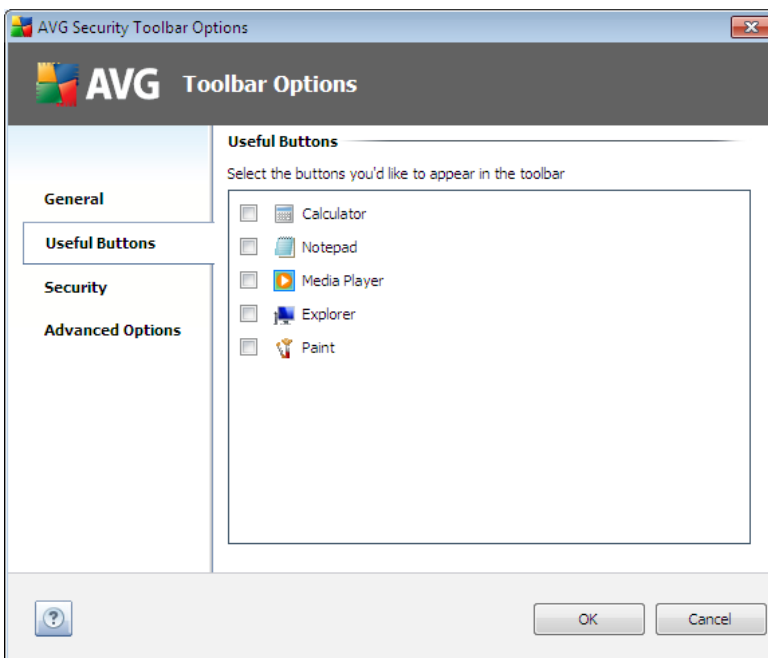 AVG Security Toolbar Options
AVG Toolbar Options
Useful Buttons
Select the buttons you'd like to appear in the toolbar
General
Useful Buttons
Security
Advanced Options
Calculator
Notepad
Media Player
Explorer
Paint
?
OK
Cancel